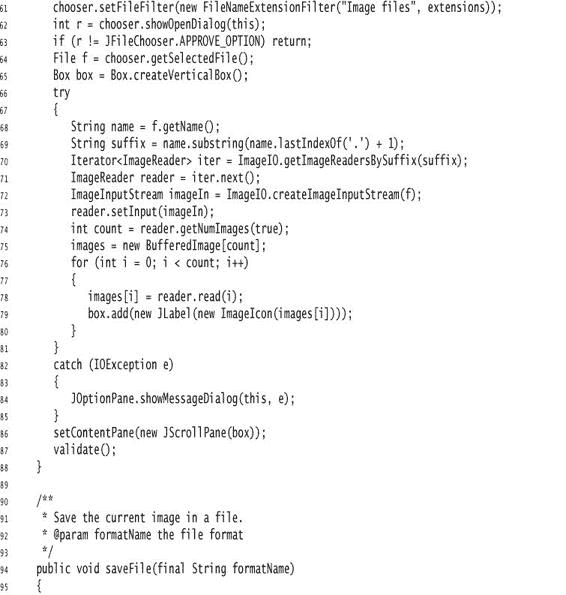 61 chooser.setFileFilter(new FileNameExtensionFilter("Image files", extensions));
62 int r = chooser.showOpenDialog(this);
63 if (r != JFileChooser.APPROVE_OPTION) return;
64 File f = chooser.getSelectedFile();
65 Box box = Box.createVerticalBox();
66 try
67 {
68 String name = f.getName();
69 String suffix = name.substring(name.lastIndexOf('.') + 1);
70 Iterator<ImageReader> iter = ImageIO.getImageReadersBySuffix(suffix);
71 ImageReader reader = iter.next();
72 ImageInputStream imageIn = ImageIO.createImageInputStream(f);
73 reader.setInput(imageIn);
74 int count = reader.getNumImages(true);
75 images = new BufferedImage[count];
76 for (int i = 0; i < count; i++)
77 {
78 images[i] = reader.read(i);
79 box.add(new JLabel(new ImageIcon(images[i])));
80 }
81 }
82 catch (IOException e)
83 {
84 JOptionPane.showMessageDialog(this, e);
85 }
86 setContentPane(new JScrollPane(box));
87 validate();
88 }
89
90 /**
91 * Save the current image in a file.
92 * @param formatName the file format
93 */
94 public void saveFile(final String formatName)
95 {